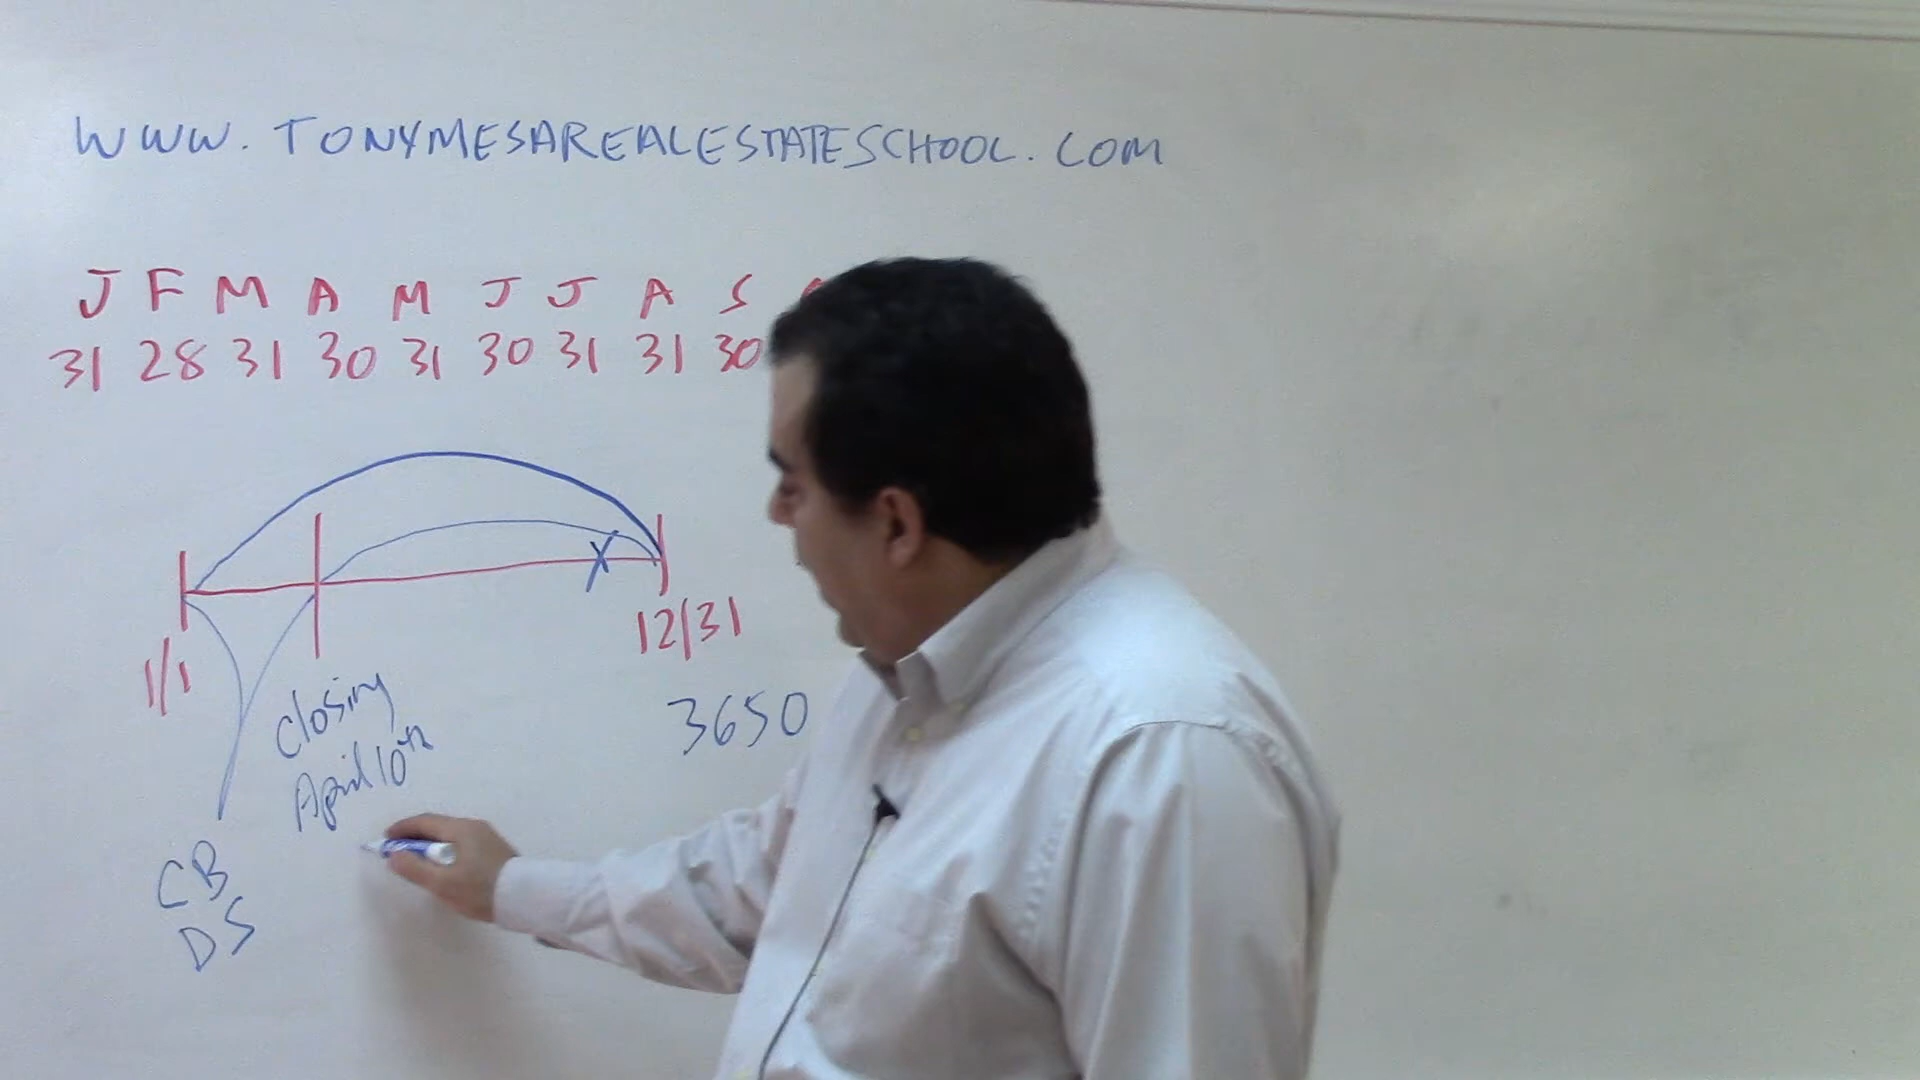 WWW.TONYMESAREALESTATESCHOOL.COM
J F M A M J J A S
31 28 31 30 31 30 31 31 30
X
1/1
12/31
Closing
April 10th
3650
CB
DS